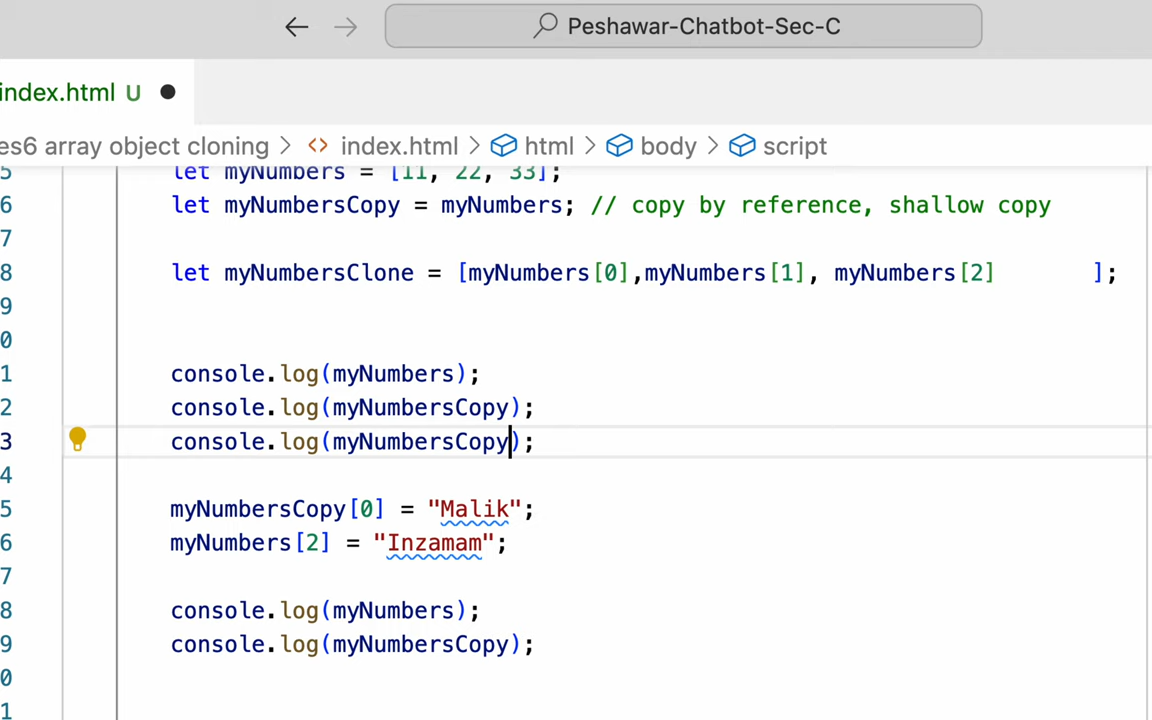 Peshawar-Chatbot-Sec-C
index.html U
es6 array object cloning > index.html > html > body > script
5 let myNumbers = [11, 22, 33];
6 let myNumbersCopy = myNumbers; // copy by reference, shallow copy
7
8 let myNumbersClone = [myNumbers[0],myNumbers[1], myNumbers[2] ];
9
0
1 console.log(myNumbers);
2 console.log(myNumbersCopy);
3 console.log(myNumbersCopy);
4
5 myNumbersCopy[0] = "Malik";
6 myNumbers[2] = "Inzamam";
7
8 console.log(myNumbers);
9 console.log(myNumbersCopy);
0
1